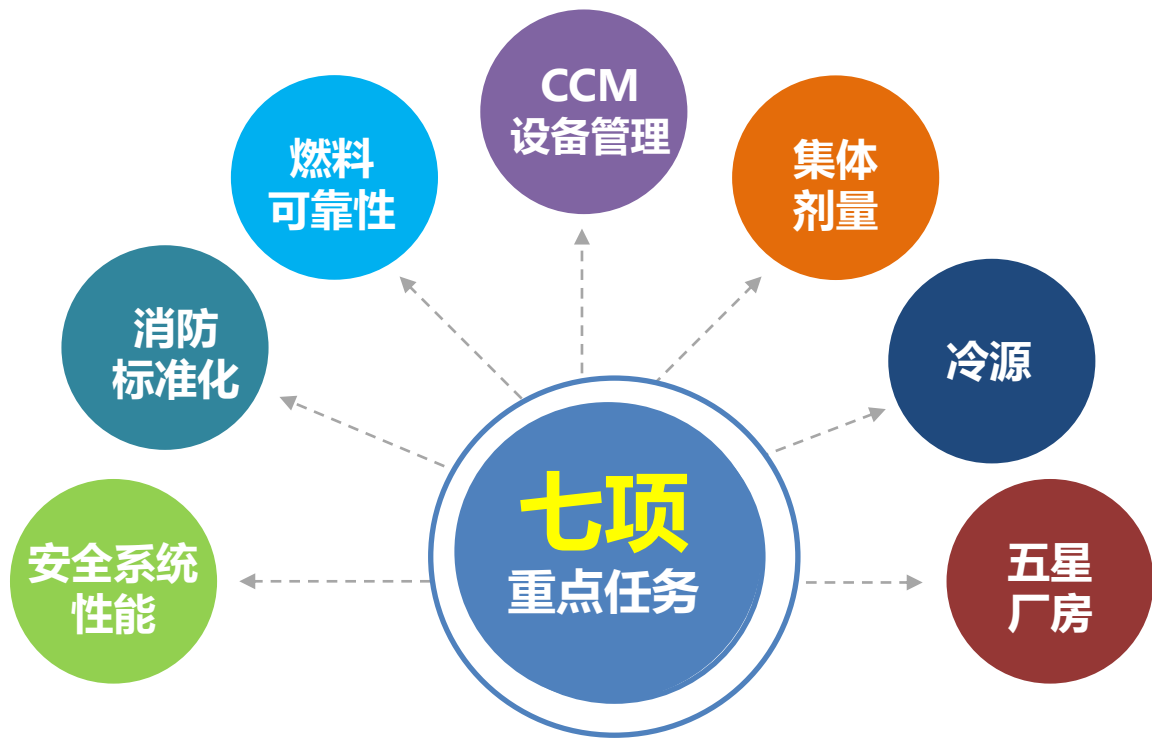 CCM
设备管理
燃料
可靠性
集体
剂量
消防
标准化
冷源
安全系统
性能
五星
厂房
七项
重点任务